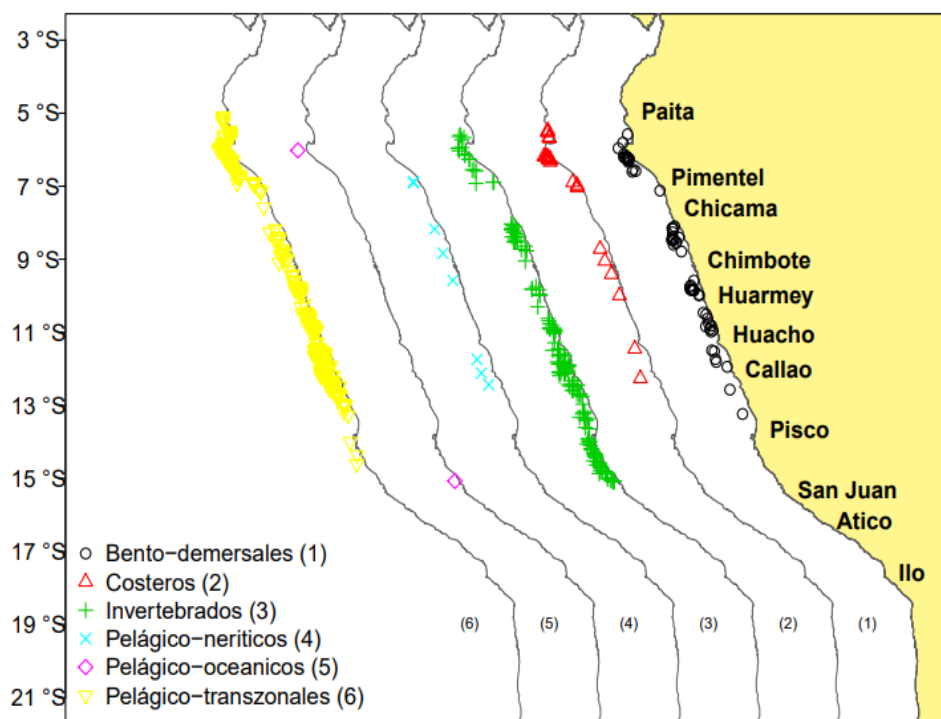 3 °S
5 °S
7 °S
9 °S
11 °S
13 °S
15 °S
17 °S
19 °S
21 °S
Paita
Pimentel
Chicama
Chimbote
Huarmey
Huacho
Callao
Pisco
San Juan
Atico
Ilo
Bento−demersales (1)
Costeros (2)
Invertebrados (3)
Pelágico−neriticos (4)
Pelágico−oceanicos (5)
Pelágico−transzonales (6)
(6) (5) (4) (3) (2) (1)